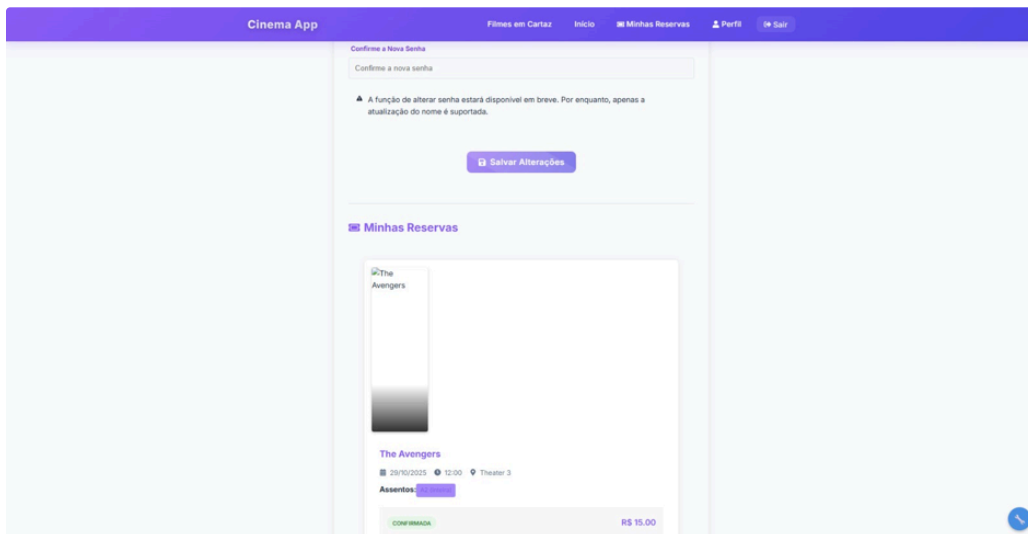 Cinema App
Filmes em Cartaz
Início
Minhas Reservas
Perfil
Sair
Confirme a Nova Senha
Confirme a nova senha
A função de alterar senha estará disponível em breve. Por enquanto, apenas a
atualização do nome é suportada.
Salvar Alterações
Minhas Reservas
The
Avengers
The Avengers
29/10/2025 12:00 Theater 3
Assentos:
CONFIRMADA
R$ 15.00